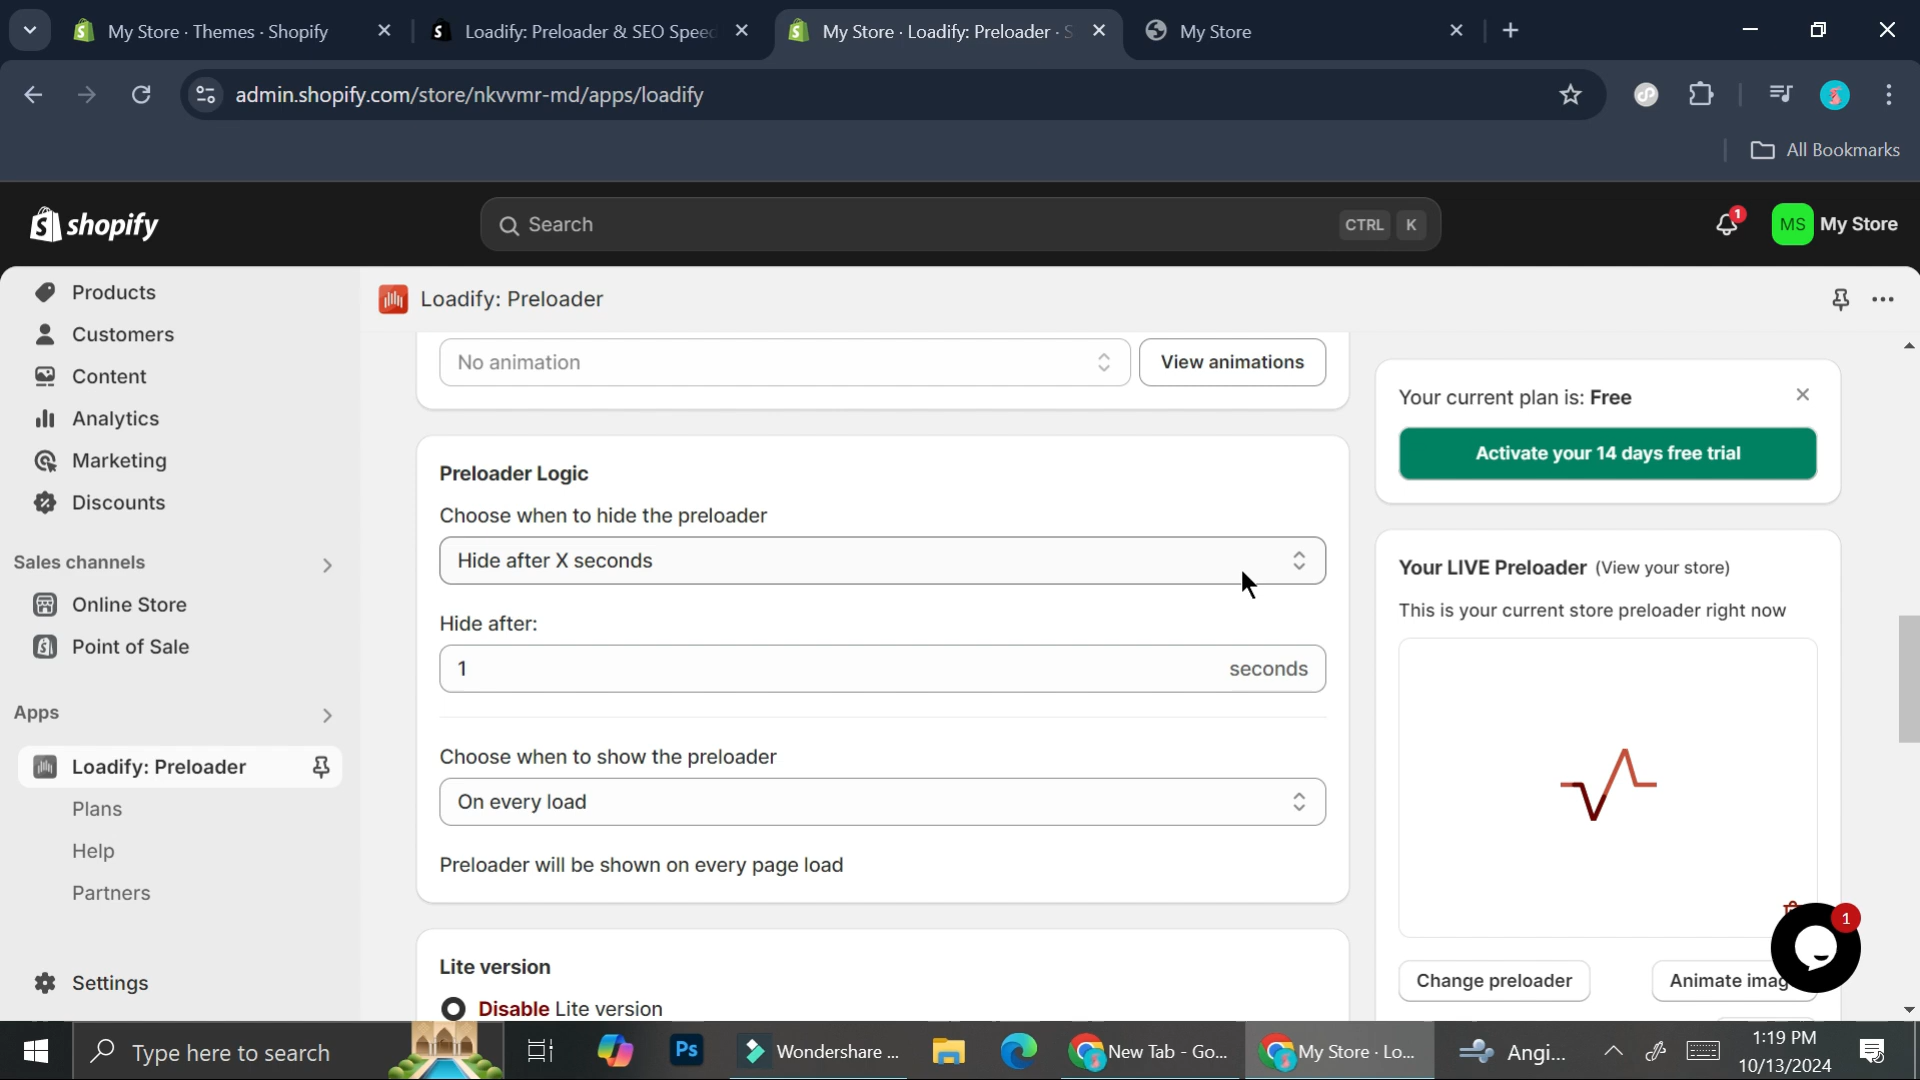 My Store · Themes · Shopify
Loadify: Preloader & SEO Speed
My Store · Loadify: Preloader · S
My Store
admin.shopify.com/store/nkvvmr-md/apps/loadify
All Bookmarks
shopify
Search
CTRL K
1
MS
My Store
Products
Customers
Content
Analytics
Marketing
Discounts
Sales channels
Online Store
Point of Sale
Apps
Loadify: Preloader
Plans
Help
Partners
Settings
Loadify: Preloader
No animation
View animations
Preloader Logic
Choose when to hide the preloader
Hide after X seconds
Hide after:
1 seconds
Choose when to show the preloader
On every load
Preloader will be shown on every page load
Lite version
Disable Lite version
Your current plan is: Free
Activate your 14 days free trial
Your LIVE Preloader (View your store)
This is your current store preloader right now
1
Change preloader
Animate imag
Type here to search
Ps
Wondershare ...
New Tab - Go...
My Store · Lo...
Angi...
1:19 PM
10/13/2024